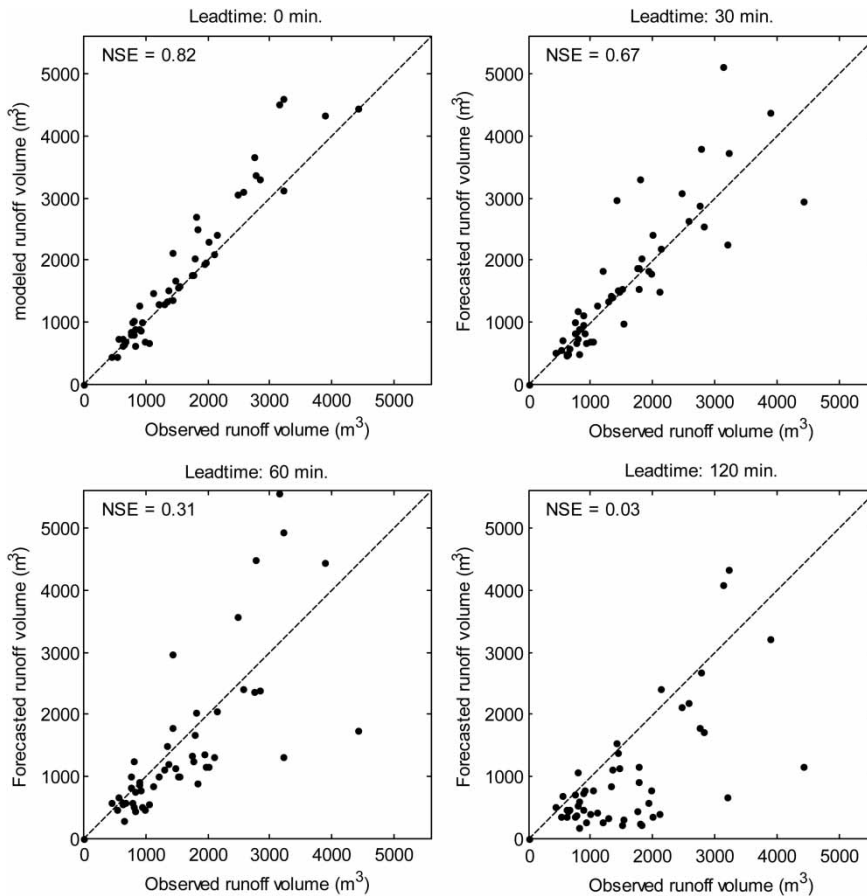 Leadtime: 0 min.
NSE = 0.82
modeled runoff volume (m³)
5000
4000
3000
2000
1000
0
0 1000 2000 3000 4000 5000
Observed runoff volume (m³)
Leadtime: 30 min.
NSE = 0.67
Forecasted runoff volume (m³)
5000
4000
3000
2000
1000
0
0 1000 2000 3000 4000 5000
Observed runoff volume (m³)
Leadtime: 60 min.
NSE = 0.31
Forecasted runoff volume (m³)
5000
4000
3000
2000
1000
0
0 1000 2000 3000 4000 5000
Observed runoff volume (m³)
Leadtime: 120 min.
NSE = 0.03
Forecasted runoff volume (m³)
5000
4000
3000
2000
1000
0
0 1000 2000 3000 4000 5000
Observed runoff volume (m³)